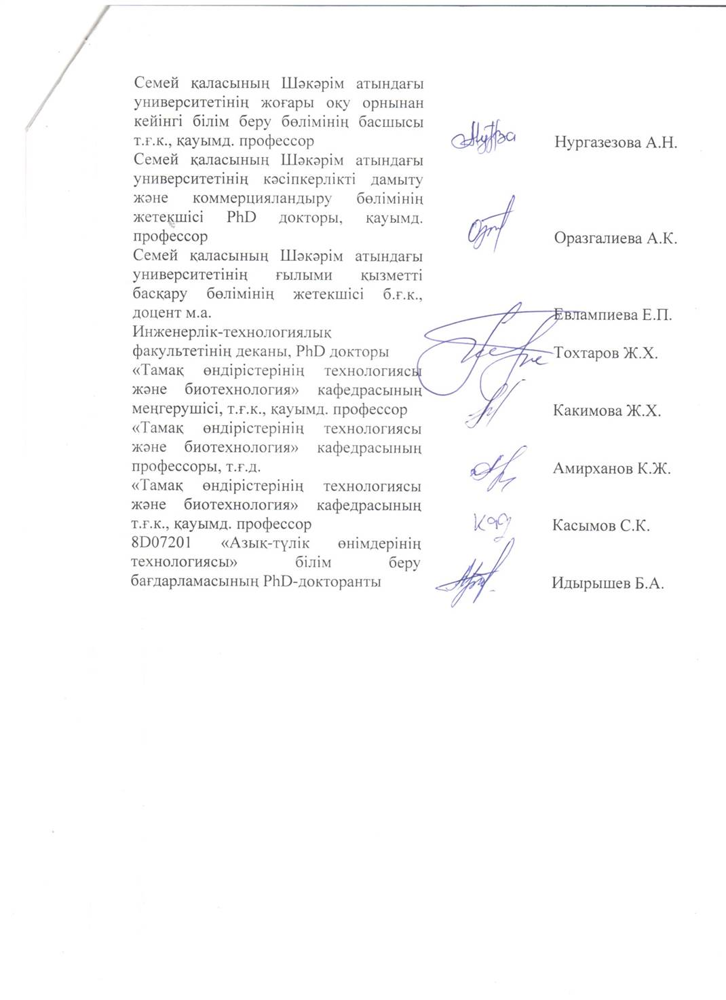 Семей қаласының Шәкәрім атындағы
университетінің жоғары оқу орнынан
кейінгі білім беру бөлімінің басшысы
т.ғ.к., қауымд. профессор Нургазезова А.Н.
Семей қаласының Шәкәрім атындағы
университетінің кәсіпкерлікті дамыту
және коммерцияландыру бөлімінің
жетекшісі PhD докторы, қауымд.
профессор Оразгалиева А.К.
Семей қаласының Шәкәрім атындағы
университетінің ғылыми қызметті
басқару бөлімінің жетекшісі б.ғ.к.,
доцент м.а. Евлампиева Е.П.
Инженерлік-технологиялық
факультетінің деканы, PhD докторы Тохтаров Ж.Х.
«Тамақ өндірістерінің технологиясы
және биотехнология» кафедрасының
меңгерушісі, т.ғ.к., қауымд. профессор Какимова Ж.Х.
«Тамақ өндірістерінің технологиясы
және биотехнология» кафедрасының
профессоры, т.ғ.д. Амирханов К.Ж.
«Тамақ өндірістерінің технологиясы
және биотехнология» кафедрасының
т.ғ.к., қауымд. профессор Касымов С.К.
8D07201 «Азық-түлік өнімдерінің
технологиясы» білім беру
бағдарламасының PhD-докторанты Идырышев Б.А.